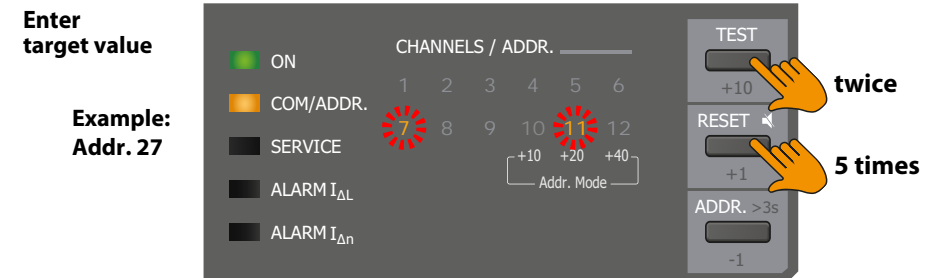 Enter
target value
Example:
Addr. 27
ON
COM/ADDR.
SERVICE
ALARM I∆L
ALARM I∆n
CHANNELS / ADDR.
1 2 3 4 5 6
7 8 9 10 11 12
+10 +20 +40
Addr. Mode
TEST
+10
twice
RESET
+1
5 times
ADDR. >3s
-1